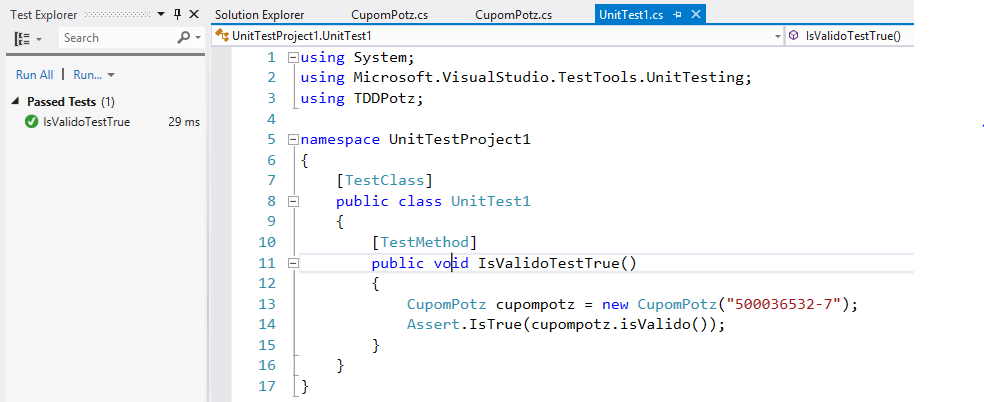 Test Explorer
Search
Run All | Run...
Passed Tests (1)
IsValidoTestTrue 29 ms
Solution Explorer CupomPotz.cs CupomPotz.cs UnitTest1.cs
UnitTestProject1.UnitTest1 IsValidoTestTrue()
1 using System;
2 using Microsoft.VisualStudio.TestTools.UnitTesting;
3 using TDDPotz;
4
5 namespace UnitTestProject1
6 {
7 [TestClass]
8 public class UnitTest1
9 {
10 [TestMethod]
11 public void IsValidoTestTrue()
12 {
13 CupomPotz cupompotz = new CupomPotz("500036532-7");
14 Assert.IsTrue(cupompotz.isValido());
15 }
16 }
17 }